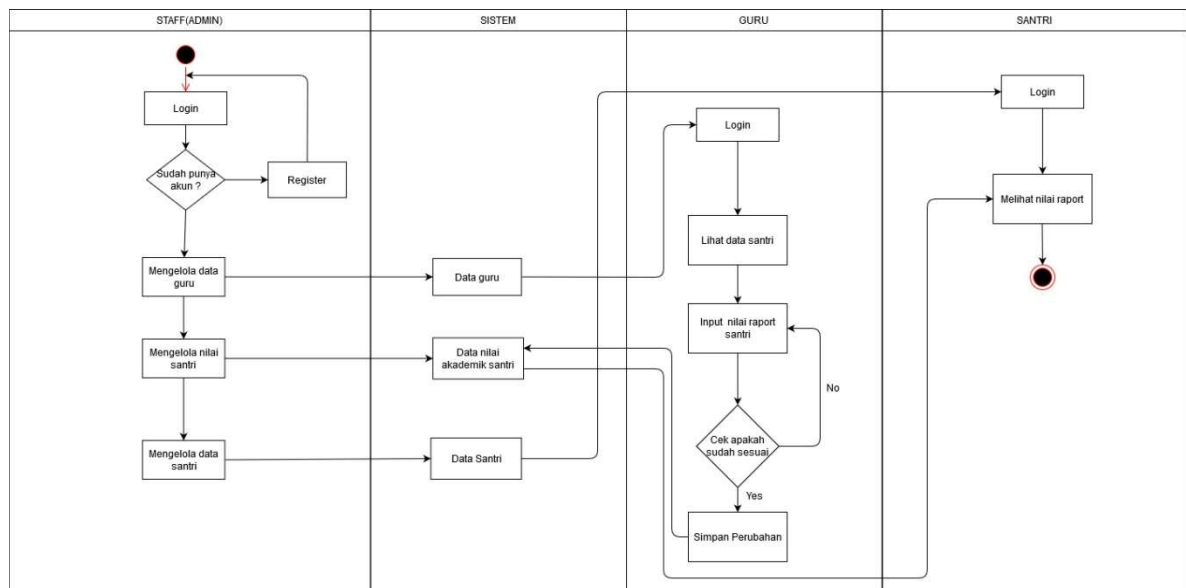 STAFF(ADMIN)
SISTEM
GURU
SANTRI
Login
Sudah punya
akun ?
Register
Mengelola data
guru
Mengelola nilai
santri
Mengelola data
santri
Data guru
Data nilai
akademik santri
Data Santri
Login
Lihat data santri
Input nilai raport
santri
No
Cek apakah
sudah sesuai
Yes
Simpan Perubahan
Login
Melihat nilai raport